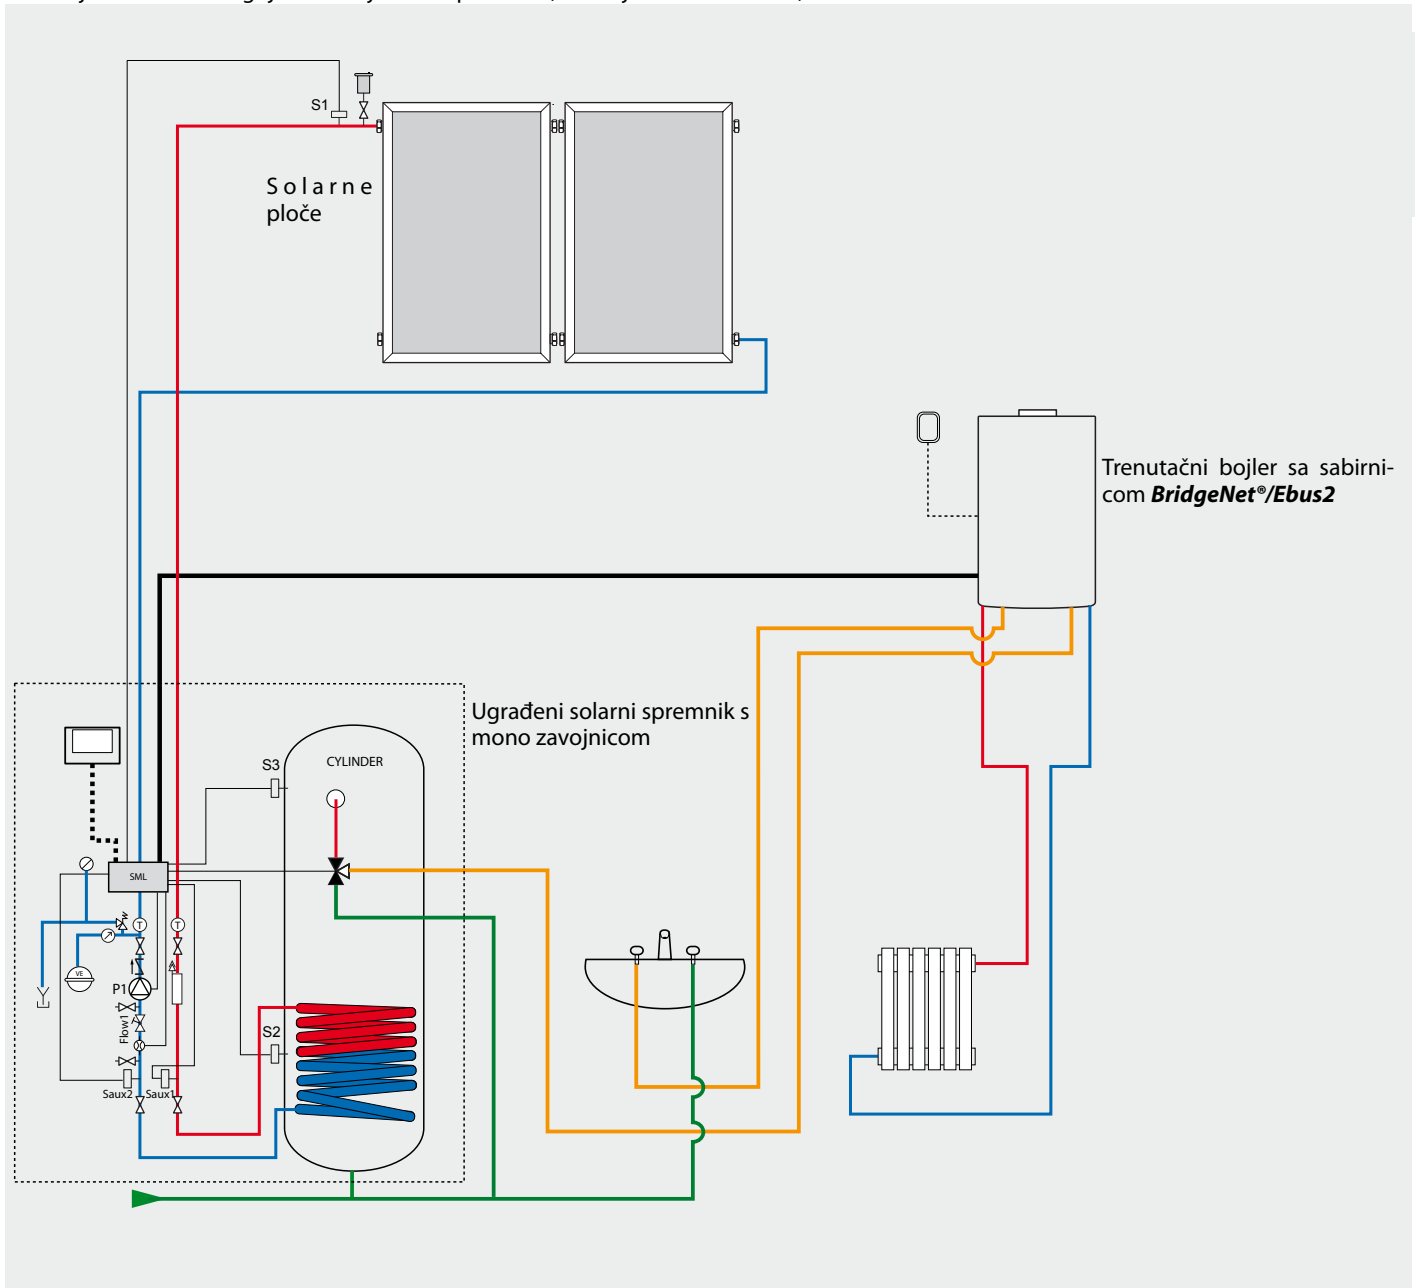 S1
Solarne
ploče
Trenutačni bojler sa sabirni-
com BridgeNet®/Ebus2
Ugrađeni solarni spremnik s
mono zavojnicom
S3
CYLINDER
SML
T
T
VE
P1
Flow1
S2
Saux2
Saux1